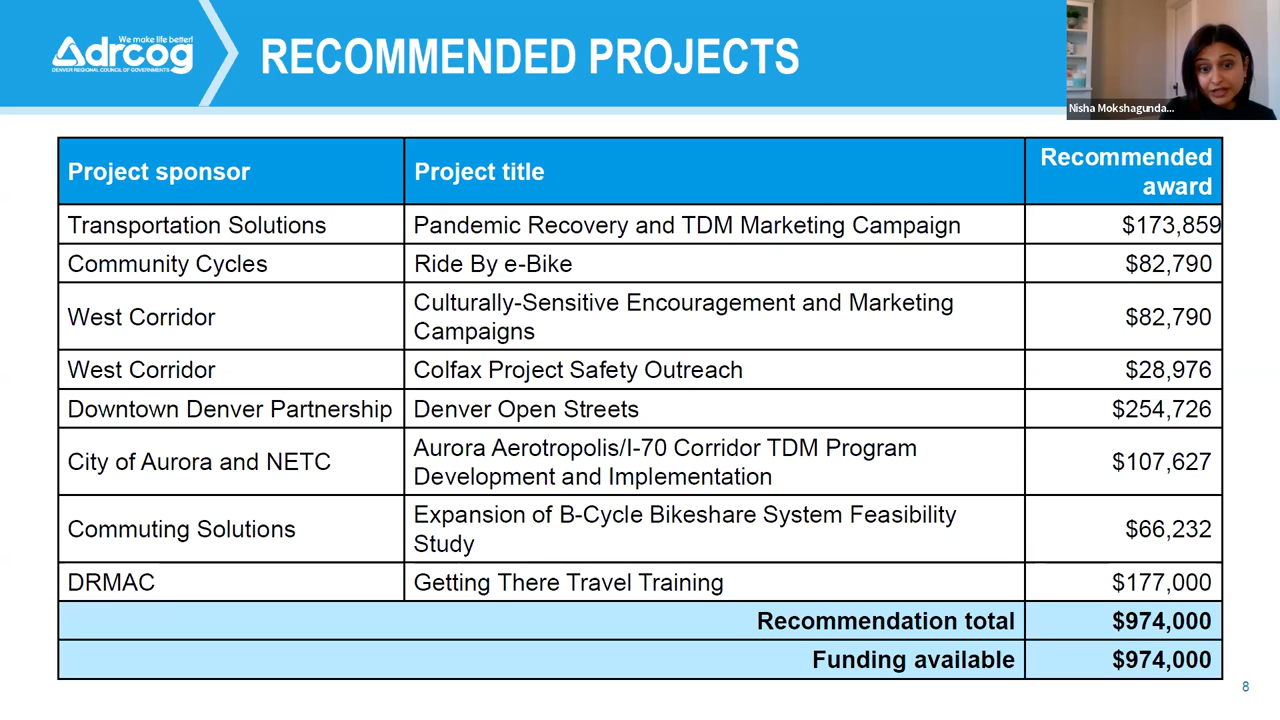 We make life better!
drcog
DENVER REGIONAL COUNCIL OF GOVERNMENTS
RECOMMENDED PROJECTS
Nisha Mokshagunda...
Project sponsor Project title Recommended
award
Transportation Solutions Pandemic Recovery and TDM Marketing Campaign $173,859
Community Cycles Ride By e-Bike $82,790
West Corridor Culturally-Sensitive Encouragement and Marketing
Campaigns $82,790
West Corridor Colfax Project Safety Outreach $28,976
Downtown Denver Partnership Denver Open Streets $254,726
City of Aurora and NETC Aurora Aerotropolis/I-70 Corridor TDM Program
Development and Implementation $107,627
Commuting Solutions Expansion of B-Cycle Bikeshare System Feasibility
Study $66,232
DRMAC Getting There Travel Training $177,000
Recommendation total $974,000
Funding available $974,000
8